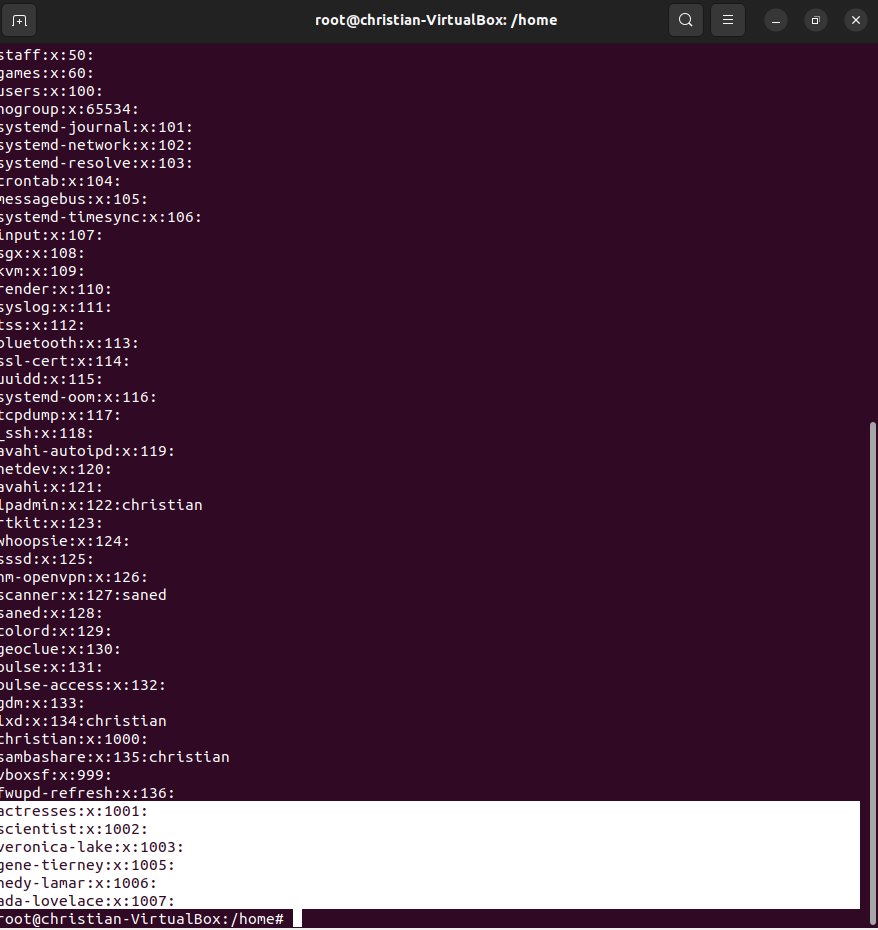 root@christian-VirtualBox: /home
staff:x:50:
games:x:60:
users:x:100:
nogroup:x:65534:
systemd-journal:x:101:
systemd-network:x:102:
systemd-resolve:x:103:
crontab:x:104:
messagebus:x:105:
systemd-timesync:x:106:
input:x:107:
sgx:x:108:
kvm:x:109:
render:x:110:
syslog:x:111:
tss:x:112:
bluetooth:x:113:
ssl-cert:x:114:
uuidd:x:115:
systemd-oom:x:116:
tcpdump:x:117:
_ssh:x:118:
avahi-autoipd:x:119:
netdev:x:120:
avahi:x:121:
lpadmin:x:122:christian
rtkit:x:123:
whoopsie:x:124:
sssd:x:125:
nm-openvpn:x:126:
scanner:x:127:saned
saned:x:128:
colord:x:129:
geoclue:x:130:
pulse:x:131:
pulse-access:x:132:
gdm:x:133:
lxd:x:134:christian
christian:x:1000:
sambashare:x:135:christian
vboxsf:x:999:
fwupd-refresh:x:136:
actresses:x:1001:
scientist:x:1002:
veronica-lake:x:1003:
gene-tierney:x:1005:
hedy-lamar:x:1006:
ada-lovelace:x:1007:
root@christian-VirtualBox:/home#